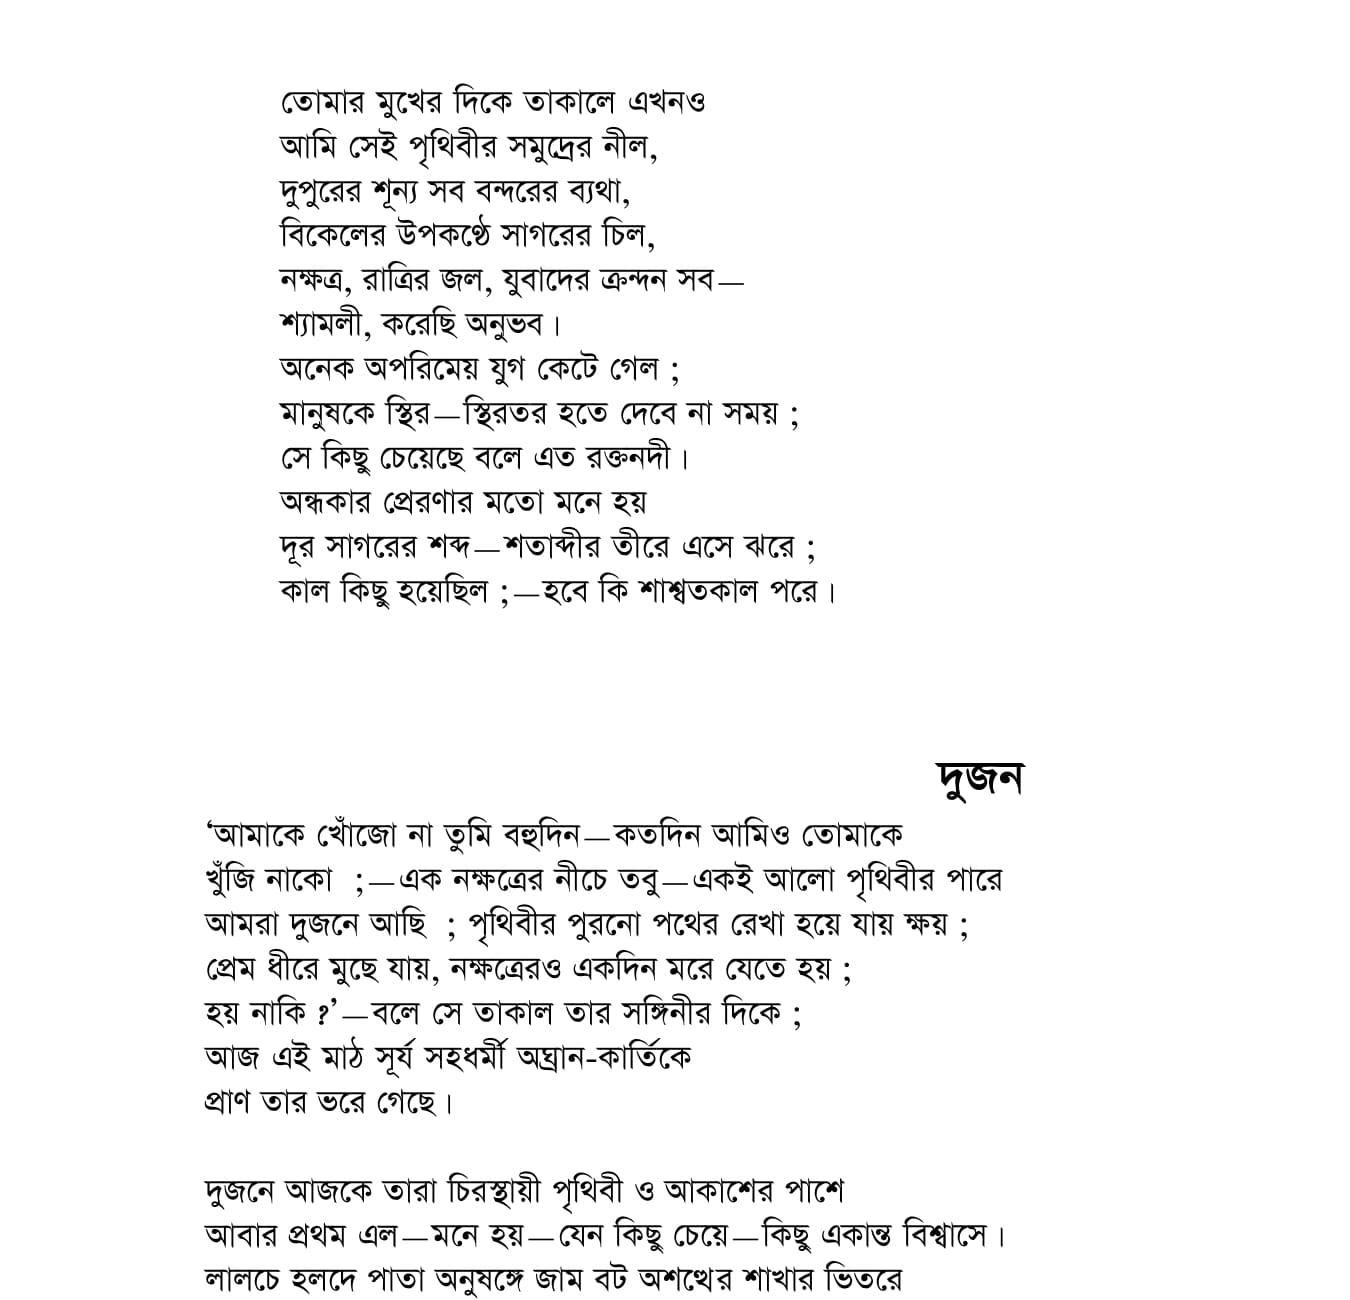 তোমার মুখের দিকে তাকালে এখনও
আমি সেই পৃথিবীর সমুদ্রের নীল,
দুপুরের শূন্য সব বন্দরের ব্যথা,
বিকেলের উপকণ্ঠে সাগরের চিল,
নক্ষত্র, রাত্রির জল, যুবাদের ক্রন্দন সব—
শ্যামলী, করেছি অনুভব।
অনেক অপরিমেয় যুগ কেটে গেল ;
মানুষকে স্থির—স্থিরতর হতে দেবে না সময় ;
সে কিছু চেয়েছে বলে এত রক্তনদী।
অন্ধকার প্রেরণার মতো মনে হয়
দূর সাগরের শব্দ—শতাব্দীর তীরে এসে ঝরে ;
কাল কিছু হয়েছিল ;—হবে কি শাশ্বতকাল পরে।
দুজন
‘আমাকে খোঁজো না তুমি বহুদিন—কতদিন আমিও তোমাকে
খুঁজি নাকো ;—এক নক্ষত্রের নীচে তবু—একই আলো পৃথিবীর পারে
আমরা দুজনে আছি ; পৃথিবীর পুরনো পথের রেখা হয়ে যায় ক্ষয় ;
প্রেম ধীরে মুছে যায়, নক্ষত্রেরও একদিন মরে যেতে হয় ;
হয় নাকি ?’—বলে সে তাকাল তার সঙ্গিনীর দিকে ;
আজ এই মাঠ সূর্য সহধর্মী অঘ্রান-কার্তিকে
প্রাণ তার ভরে গেছে।
দুজনে আজকে তারা চিরস্থায়ী পৃথিবী ও আকাশের পাশে
আবার প্রথম এল—মনে হয়—যেন কিছু চেয়ে—কিছু একান্ত বিশ্বাসে।
লালচে হলদে পাতা অনুষঙ্গে জাম বট অশত্থের শাখার ভিতরে